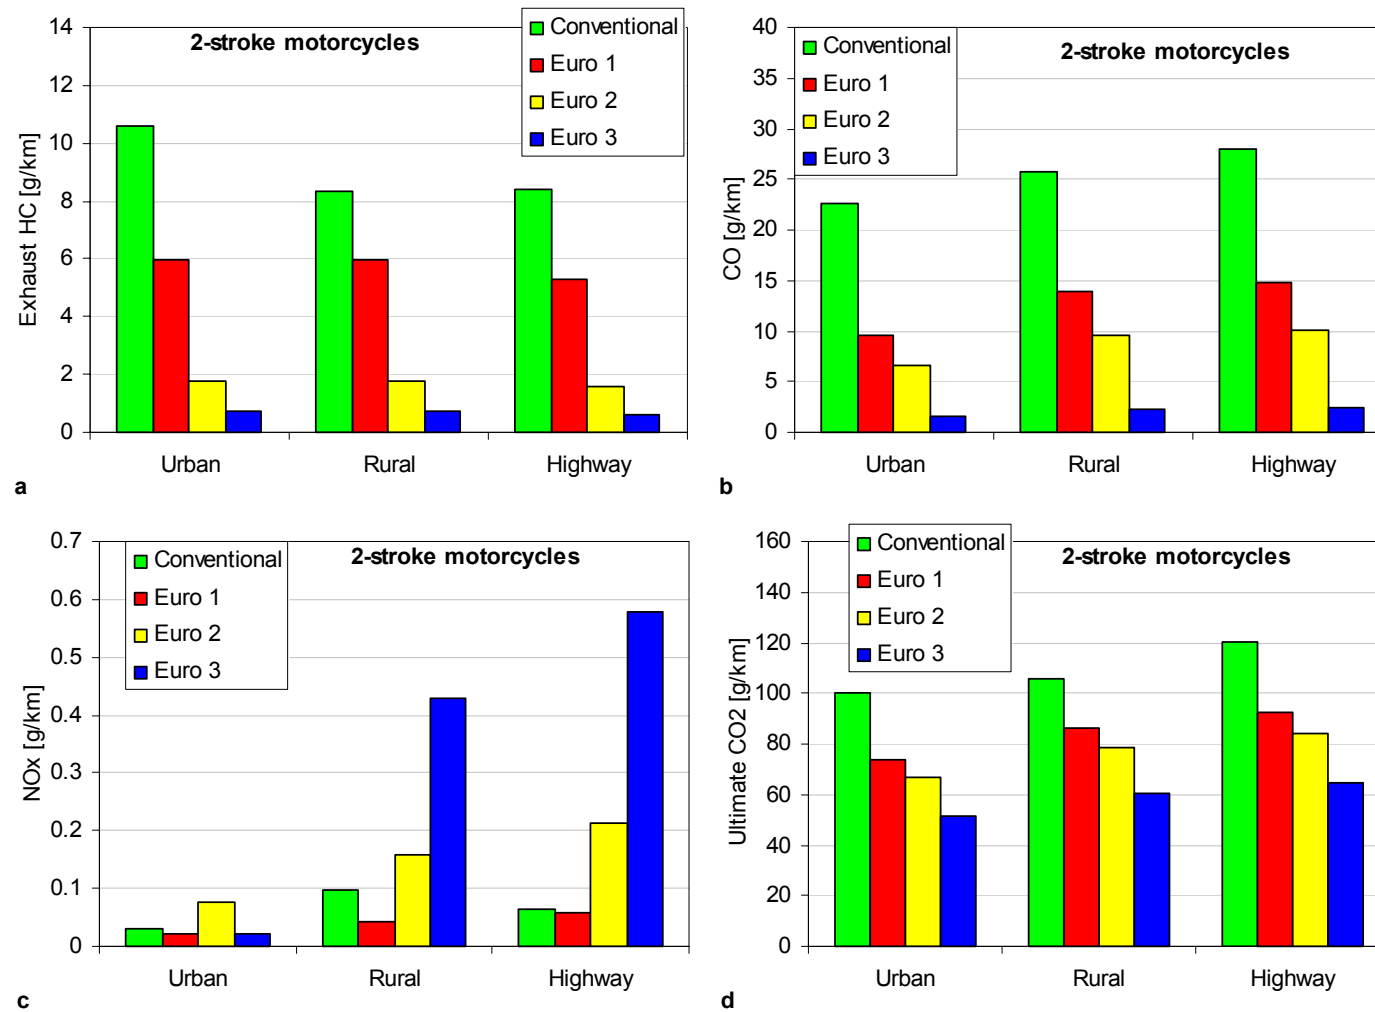 2-stroke motorcycles
Conventional
Euro 1
Euro 2
Euro 3
Exhaust HC [g/km]
14
12
10
8
6
4
2
0
Urban Rural Highway
a
2-stroke motorcycles
Conventional
Euro 1
Euro 2
Euro 3
CO [g/km]
40
35
30
25
20
15
10
5
0
Urban Rural Highway
b
2-stroke motorcycles
Conventional
Euro 1
Euro 2
Euro 3
NOx [g/km]
0.7
0.6
0.5
0.4
0.3
0.2
0.1
0
Urban Rural Highway
c
2-stroke motorcycles
Conventional
Euro 1
Euro 2
Euro 3
Ultimate CO2 [g/km]
160
140
120
100
80
60
40
20
0
Urban Rural Highway
d